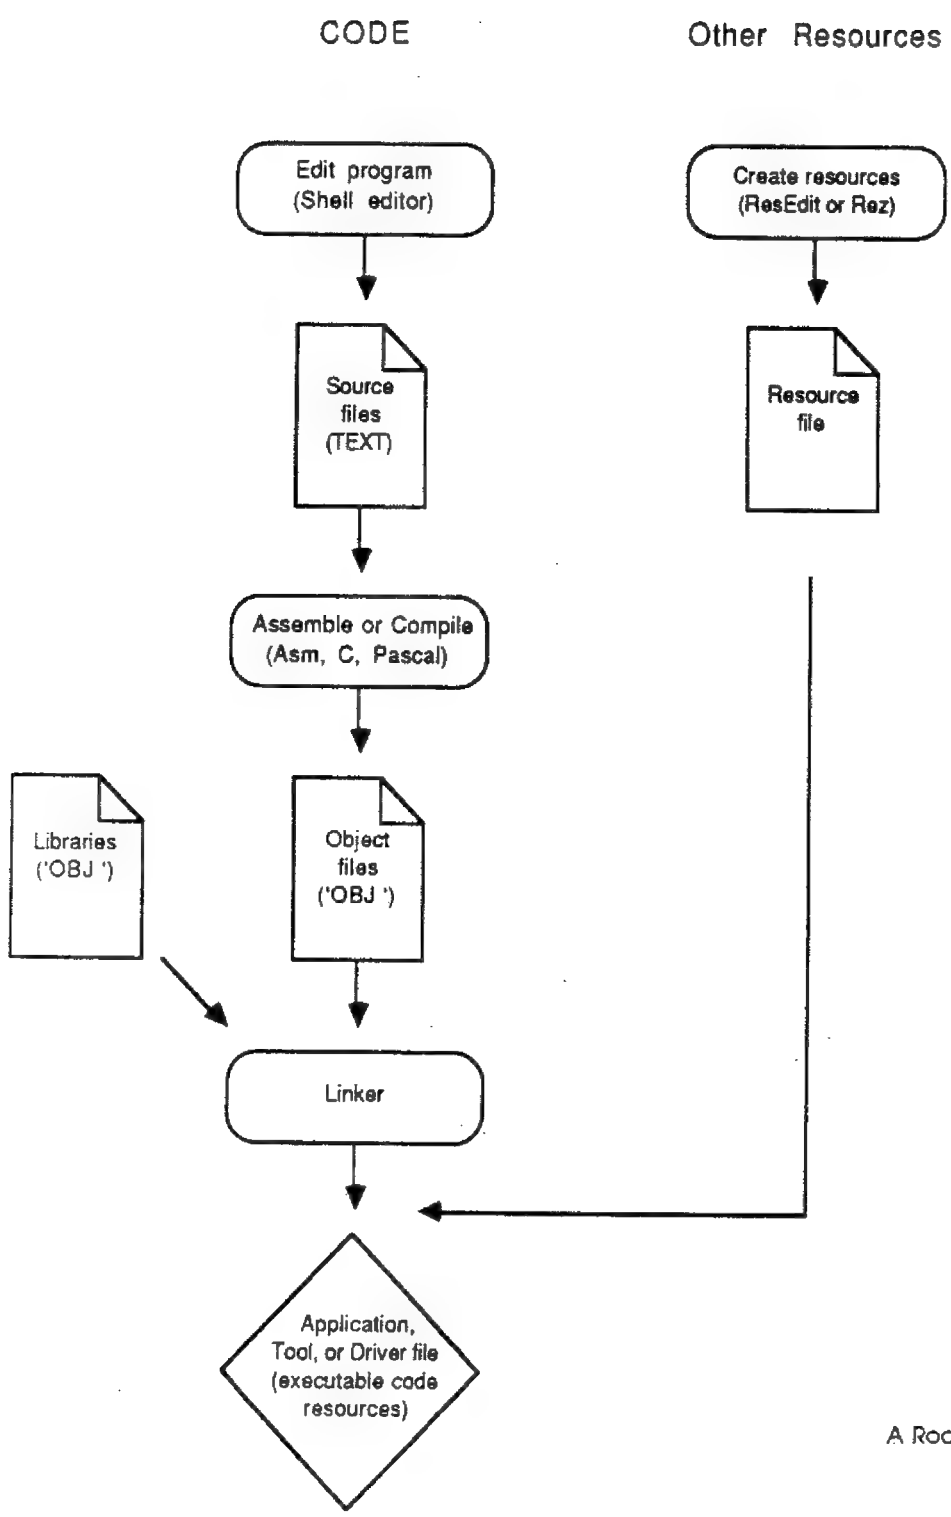 CODE
Other Resources
Edit program
(Shell editor)
Create resources
(ResEdit or Rez)
Source
files
(TEXT)
Resource
file
Assemble or Compile
(Asm, C, Pascal)
Libraries
('OBJ ')
Object
files
('OBJ ')
Linker
Application,
Tool, or Driver file
(executable code
resources)
A